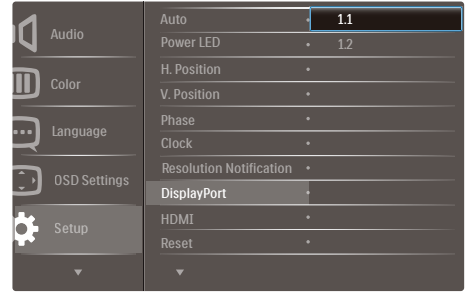 Audio
Color
Language
OSD Settings
Setup
Auto
Power LED
H. Position
V. Position
Phase
Clock
Resolution Notification
DisplayPort
HDMI
Reset
1.1
1.2